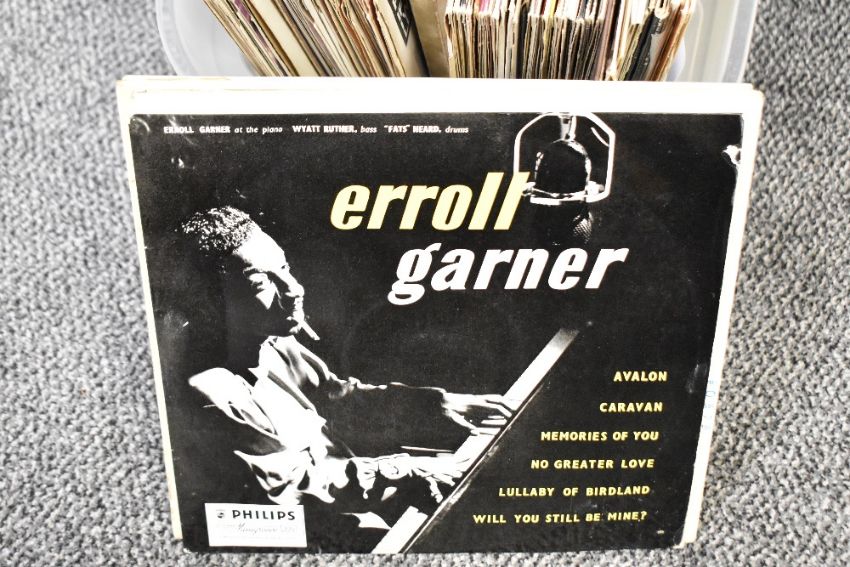 ERROLL GARNER at the piano WYATT RUTHER, bass "FATS" HEARD, drums
erroll
garner
AVALON
CARAVAN
MEMORIES OF YOU
NO GREATER LOVE
LULLABY OF BIRDLAND
WILL YOU STILL BE MINE?
PHILIPS